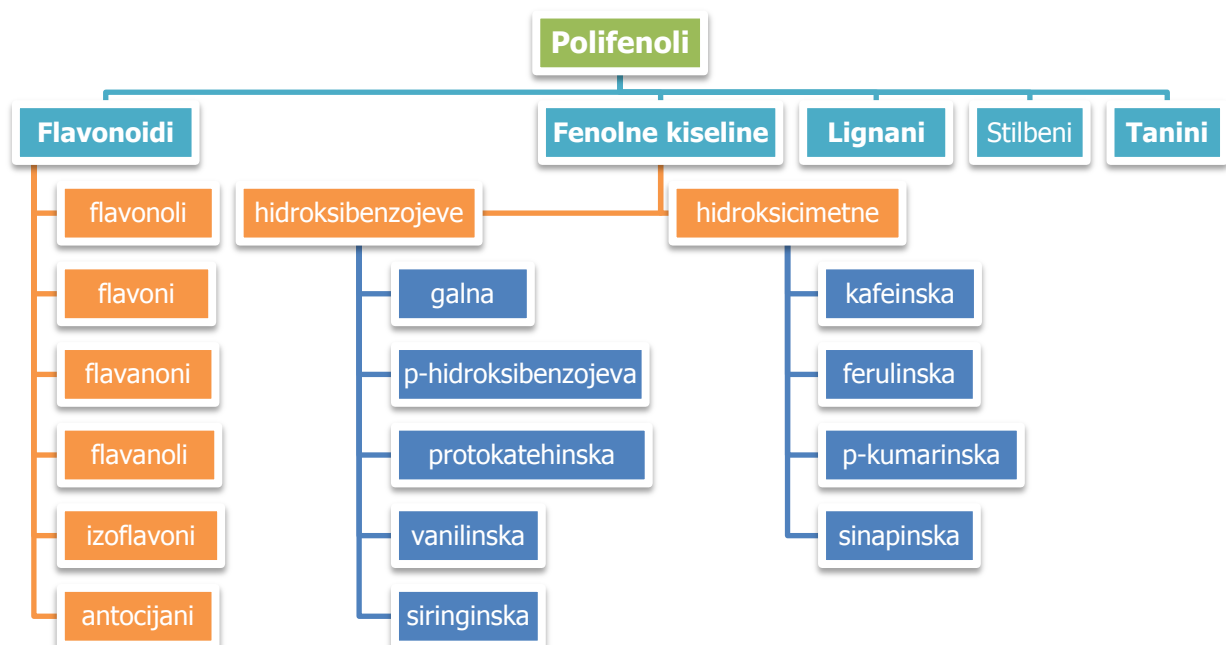 Polifenoli
Flavonoidi
Fenolne kiseline
Lignani
Stilbeni
Tanini
flavonoli
flavoni
flavanoni
flavanoli
izoflavoni
antocijani
hidroksibenzojeve
galna
p-hidroksibenzojeva
protokatehinska
vanilinska
siringinska
hidroksicimetne
kafeinska
ferulinska
p-kumarinska
sinapinska